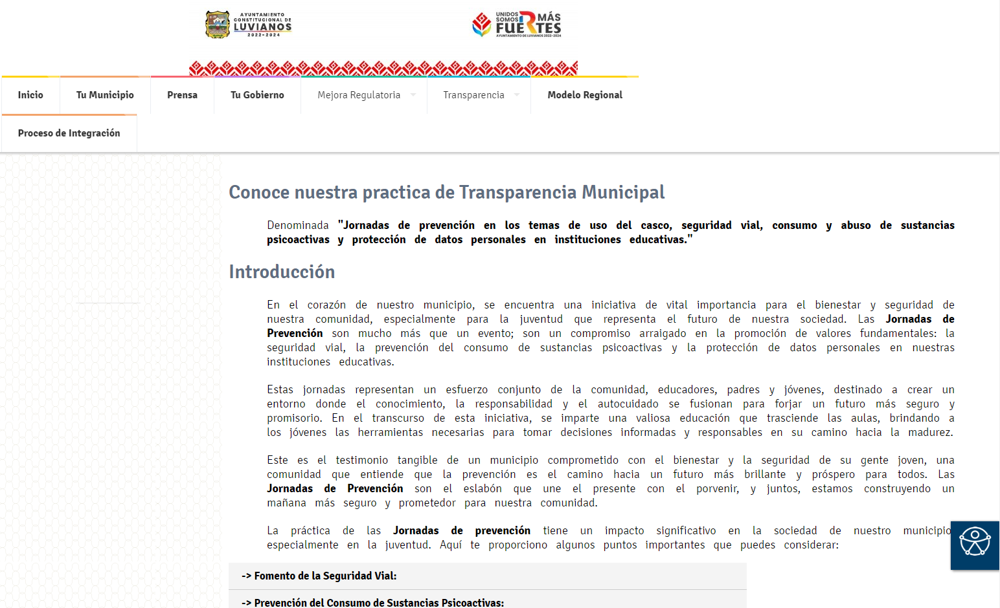 AYUNTAMIENTO
CONSTITUCIONAL DE
LUVIANOS
2022-2024
UNIDOS
SOMOS MÁS
FUERTES
AYUNTAMIENTO DE LUVIANOS 2022-2024
Inicio
Tu Municipio
Prensa
Tu Gobierno
Mejora Regulatoria
Transparencia
Modelo Regional
Proceso de Integración
Conoce nuestra practica de Transparencia Municipal
Denominada "Jornadas de prevención en los temas de uso del casco, seguridad vial, consumo y abuso de sustancias
psicoactivas y protección de datos personales en instituciones educativas."
Introducción
En el corazón de nuestro municipio, se encuentra una iniciativa de vital importancia para el bienestar y seguridad de
nuestra comunidad, especialmente para la juventud que representa el futuro de nuestra sociedad. Las Jornadas de
Prevención son mucho más que un evento; son un compromiso arraigado en la promoción de valores fundamentales: la
seguridad vial, la prevención del consumo de sustancias psicoactivas y la protección de datos personales en nuestras
instituciones educativas.
Estas jornadas representan un esfuerzo conjunto de la comunidad, educadores, padres y jóvenes, destinado a crear un
entorno donde el conocimiento, la responsabilidad y el autocuidado se fusionan para forjar un futuro más seguro y
promisorio. En el transcurso de esta iniciativa, se imparte una valiosa educación que trasciende las aulas, brindando a
los jóvenes las herramientas necesarias para tomar decisiones informadas y responsables en su camino hacia la madurez.
Este es el testimonio tangible de un municipio comprometido con el bienestar y la seguridad de su gente joven, una
comunidad que entiende que la prevención es el camino hacia un futuro más brillante y próspero para todos. Las
Jornadas de Prevención son el eslabón que une el presente con el porvenir, y juntos, estamos construyendo un
mañana más seguro y prometedor para nuestra comunidad.
La práctica de las Jornadas de prevención tiene un impacto significativo en la sociedad de nuestro municipio,
especialmente en la juventud. Aquí te proporciono algunos puntos importantes que puedes considerar:
-> Fomento de la Seguridad Vial:
-> Prevención del Consumo de Sustancias Psicoactivas: